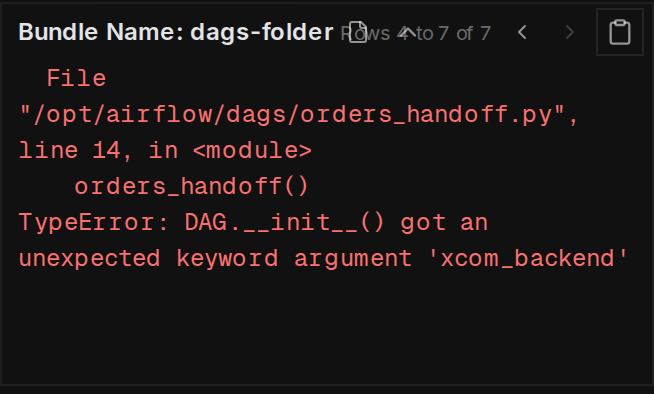 Bundle Name: dags-folder Rows 4 to 7 of 7
File
"/opt/airflow/dags/orders_handoff.py",
line 14, in <module>
orders_handoff()
TypeError: DAG.__init__() got an
unexpected keyword argument 'xcom_backend'